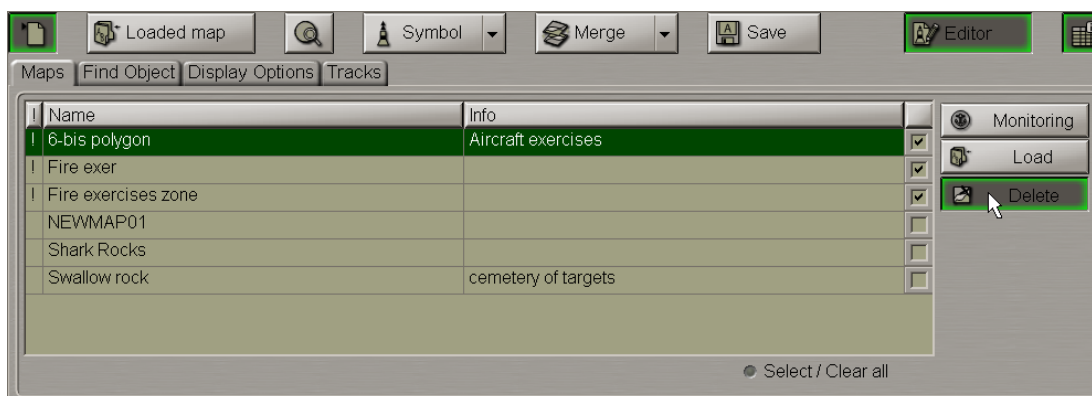 Loaded map Symbol Merge Save Editor
Maps Find Object Display Options Tracks
! Name Info
! 6-bis polygon Aircraft exercises
! Fire exer
! Fire exercises zone
NEWMAP01
Shark Rocks
Swallow rock cemetery of targets
Select / Clear all
Monitoring
Load
Delete